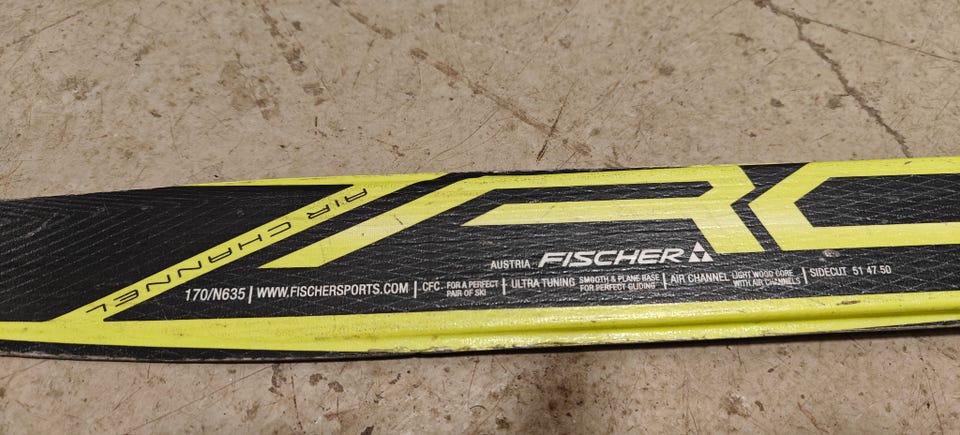 AIR CHANNEL
RC
AUSTRIA FISCHER
170/N635 | WWW.FISCHERSPORTS.COM | CFC FOR A PERFECT PAIR OF SKI | ULTRA TUNING SMOOTH & PLANE BASE FOR PERFECT GLIDING | AIR CHANNEL LIGHT WOOD CORE WITH AIR CHANNELS | SIDECUT 51 47 50